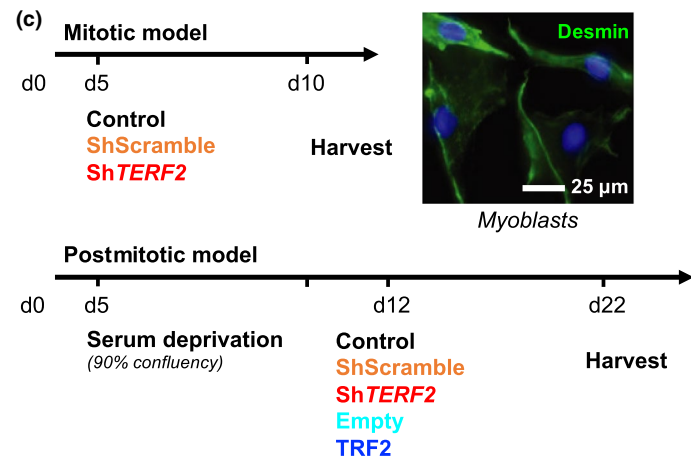 (c)
Mitotic model
d0 d5 d10
Control
ShScramble
ShTERF2
Harvest
Desmin
25 µm
Myoblasts
Postmitotic model
d0 d5 d12 d22
Serum deprivation
(90% confluency)
Control
ShScramble
ShTERF2
Empty
TRF2
Harvest